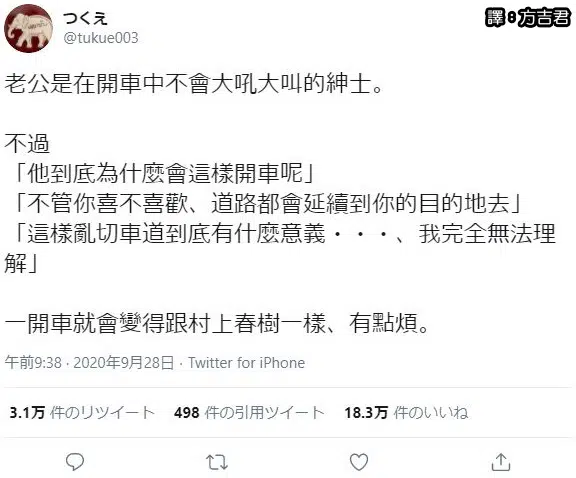 つくえ
譯：方吉君
@tukue003
老公是在開車中不會大吼大叫的紳士。
不過
「他到底為什麼會這樣開車呢」
「不管你喜不喜歡、道路都會延續到你的目的地去」
「這樣亂切車道到底有什麼意義・・・、我完全無法理
解」
一開車就會變得跟村上春樹一樣、有點煩。
午前9:38 · 2020年9月28日 · Twitter for iPhone
3.1万 件のリツイート 498 件の引用ツイート 18.3万 件のいいね